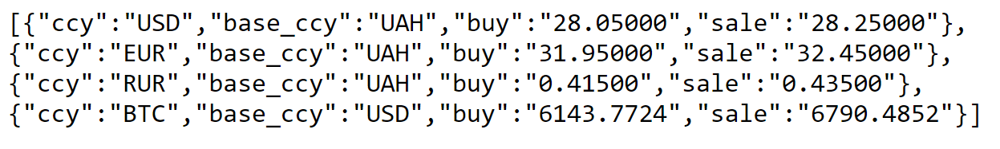 [{"ccy":"USD","base_ccy":"UAH","buy":"28.05000","sale":"28.25000"},
{"ccy":"EUR","base_ccy":"UAH","buy":"31.95000","sale":"32.45000"},
{"ccy":"RUR","base_ccy":"UAH","buy":"0.41500","sale":"0.43500"},
{"ccy":"BTC","base_ccy":"USD","buy":"6143.7724","sale":"6790.4852"}]